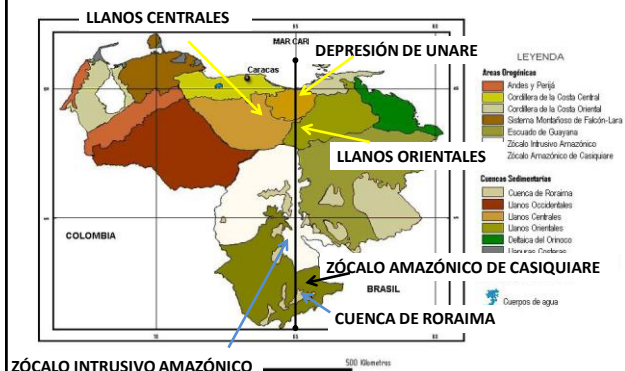 LLANOS CENTRALES
MAR CARI
DEPRESIÓN DE UNARE
Caracas
LLANOS ORIENTALES
COLOMBIA
ZÓCALO AMAZÓNICO DE CASIQUIARE
BRASIL
CUENCA DE RORAIMA
ZÓCALO INTRUSIVO AMAZÓNICO
500 Kilometros
LEYENDA
Areas Orogénicas
Andes y Perijá
Cordillera de la Costa Central
Cordillera de la Costa Oriental
Sistema Montañoso de Falcón-Lara
Escuado de Guayana
Zócalo Intrusivo Amazónico
Zócalo Amazónico de Casiquiare
Cuencas Sedimentarias
Cuenca de Roraima
Llanos Occidentales
Llanos Centrales
Llanos Orientales
Deltaica del Orinoco
Llanuras Costeras
Cuerpos de agua